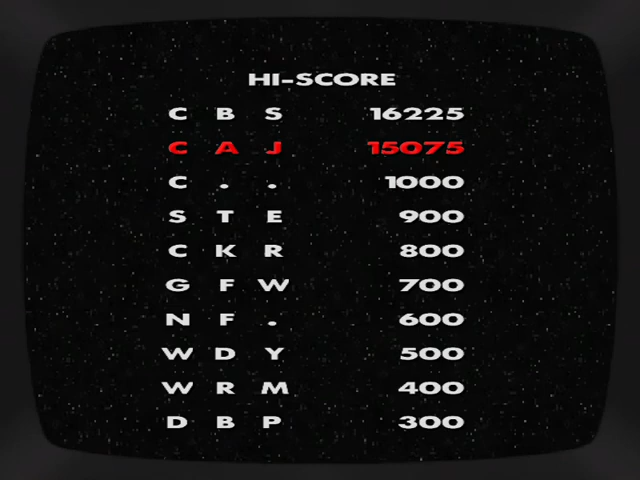 HI-SCORE
C B S 16225
C A J 15075
C . . 1000
S T E 900
C K R 800
G F W 700
N F . 600
W D Y 500
W R M 400
D B P 300